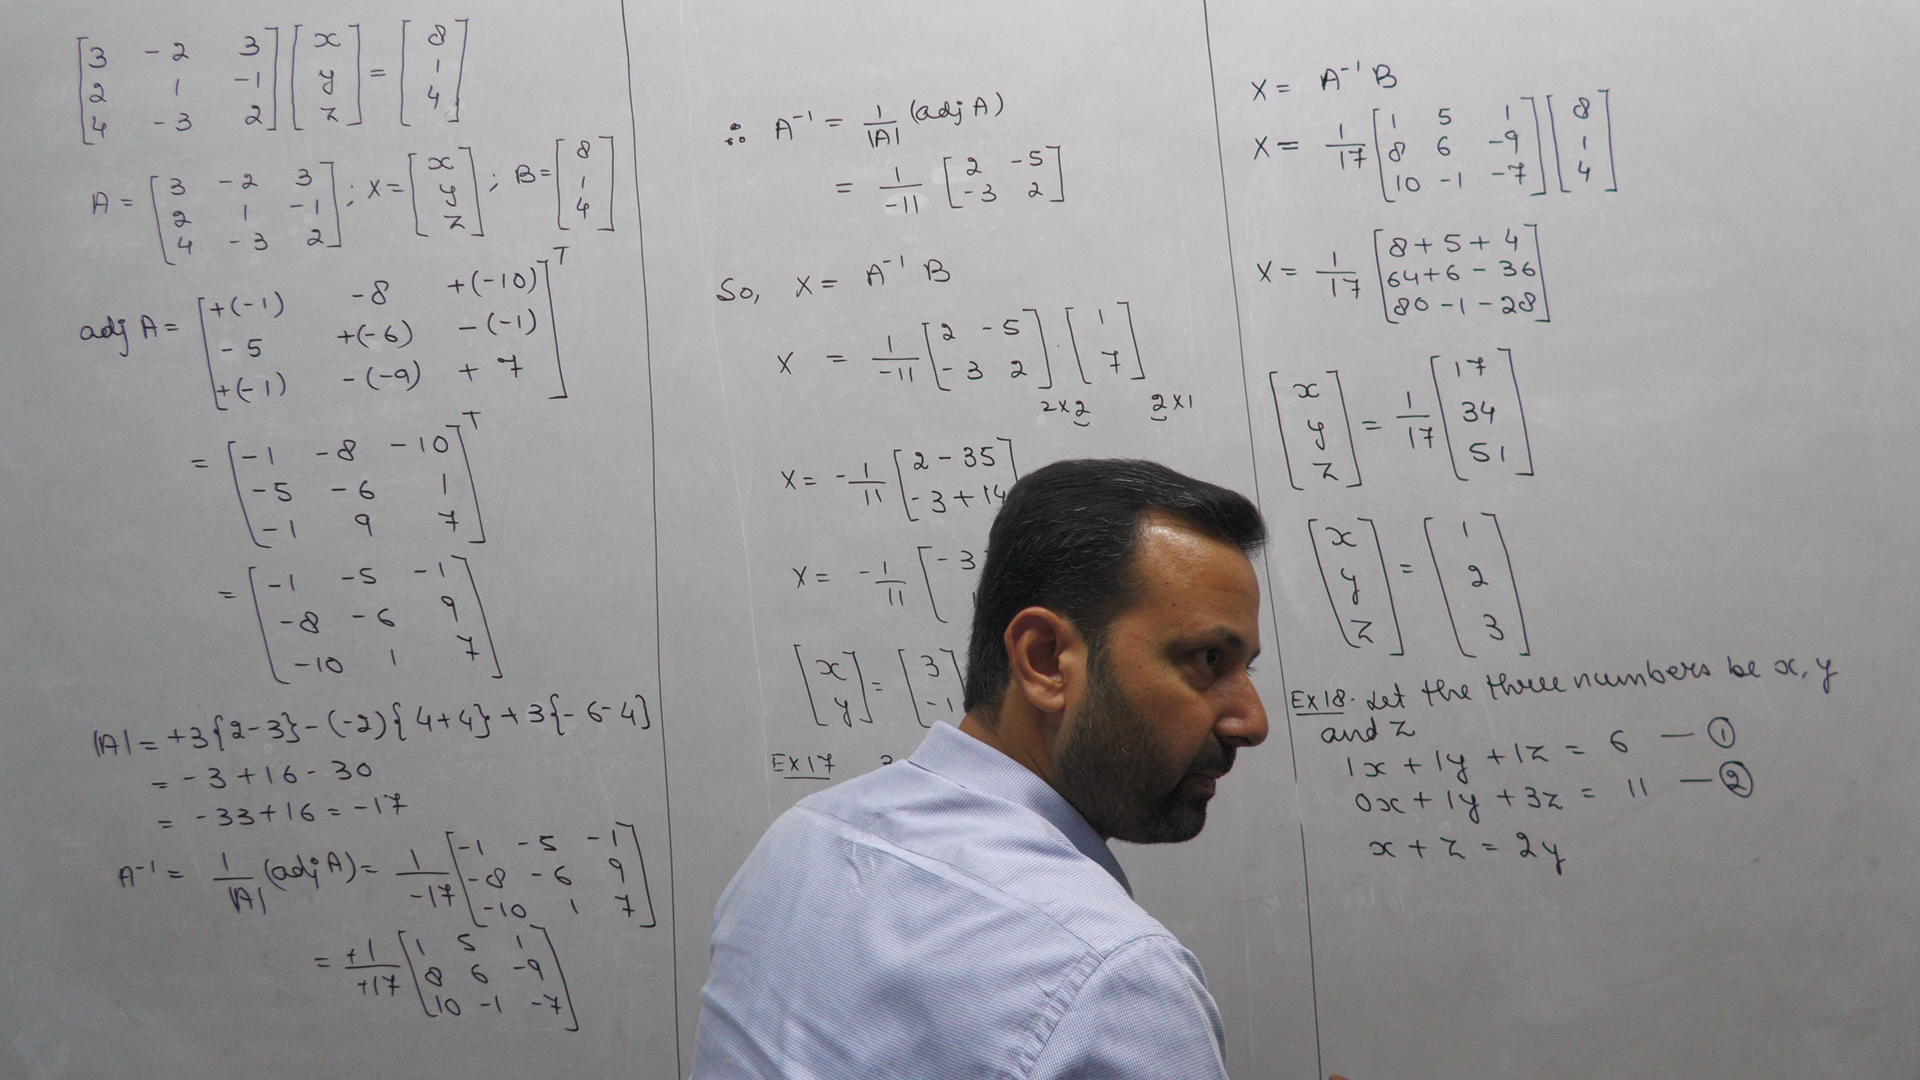 [3 -2 3] [x] = [8]
[2 1 -1] [y] [1]
[4 -3 2] [z] [4]
A = [3 -2 3] ; X = [x] ; B = [8]
[2 1 -1] [y] [1]
[4 -3 2] [z] [4]
adj A = [+(-1) -8 +(-10)]ᵀ
[-5 +(-6) -(-1)]
[+(-1) -(-9) +7]
= [-1 -8 -10]ᵀ
[-5 -6 1]
[-1 9 7]
= [-1 -5 -1]
[-8 -6 9]
[-10 1 7]
|A| = +3{2-3} -(-2){4+4} +3{-6-4}
= -3 + 16 - 30
= -33 + 16 = -17
A⁻¹ = 1/|A| (adj A) = 1/-17 [-1 -5 -1]
[-8 -6 9]
[-10 1 7]
= +1/+17 [1 5 1]
[8 6 -9]
[10 -1 -7]
∴ A⁻¹ = 1/|A| (adj A)
= 1/-11 [2 -5]
[-3 2]
So, X = A⁻¹ B
X = 1/-11 [2 -5] . [1]
[-3 2] [7]
2×2 2×1
X = -1/11 [2 - 35]
[-3 + 14
X = -1/11 [-3
[x] = [3]
[y] [-1
Ex17
X = A⁻¹ B
X = 1/17 [1 5 1] [8]
[8 6 -9] [1]
[10 -1 -7] [4]
X = 1/17 [8 + 5 + 4]
[64 + 6 - 36]
[80 - 1 - 28]
[x] = 1/17 [17]
[y] [34]
[z] [51]
[x] = [1]
[y] [2]
[z] [3]
Ex18. Let the three numbers be x, y
and z
1x + 1y + 1z = 6 — ①
0x + 1y + 3z = 11 — ②
x + z = 2y